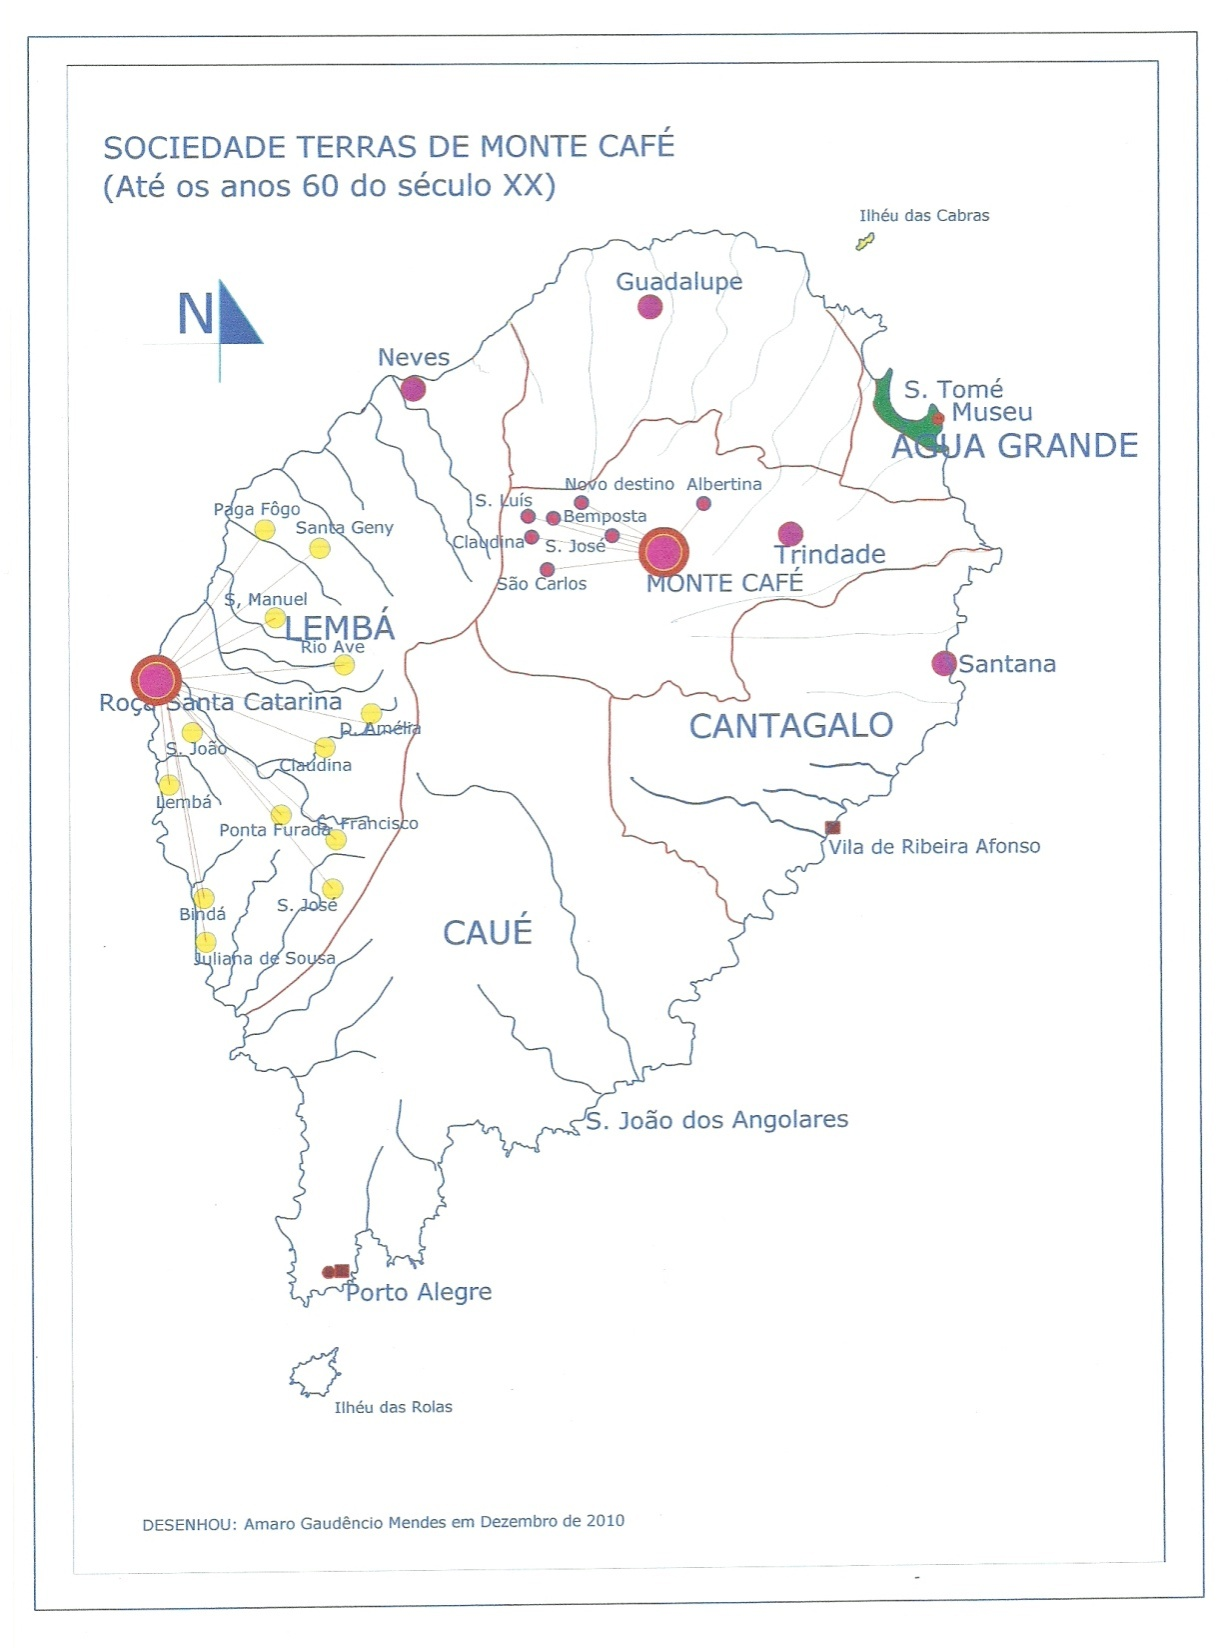 SOCIEDADE TERRAS DE MONTE CAFÉ
(Até os anos 60 do século XX)
Ilhéu das Cabras
N
Guadalupe
Neves
S. Tomé
Museu
AGUA GRANDE
Novo destino
Albertina
S. Luís
Bemposta
Claudina
S. José
São Carlos
MONTE CAFÉ
Trindade
Paga Fôgo
Santa Geny
S, Manuel
LEMBÁ
Rio Ave
Santana
Roça Santa Catarina
CANTAGALO
D. Amélia
S. João
Claudina
Lembá
Ponta Furada
S. Francisco
Vila de Ribeira Afonso
S. José
Bindá
CAUÉ
Juliana de Sousa
S. João dos Angolares
Porto Alegre
Ilhéu das Rolas
DESENHOU: Amaro Gaudêncio Mendes em Dezembro de 2010